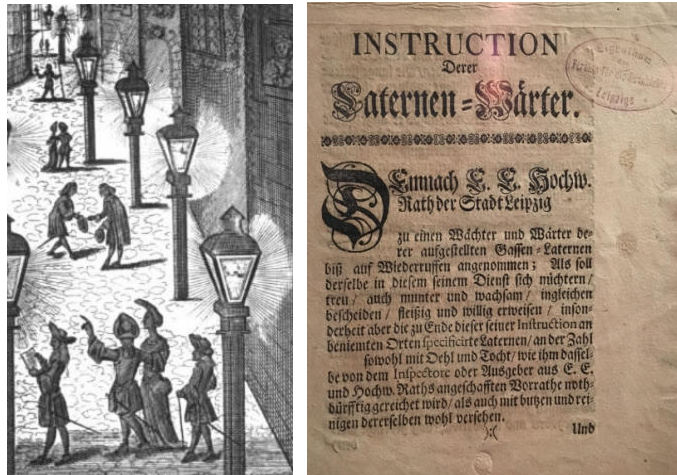 INSTRUCTION
Derer
Laternen-Wärter.
Eigenthum
Leipzigs
DEmnach E. E. Hochw.
Rath der Stadt Leipzig
zu einen Wächter und Wärter de-
rer aufgestellten Gassen-Laternen
biß auf Wiederruffen angenommen; Als soll
derselbe in diesem seinem Dienst sich nüchtern/
treu/ auch munter und wachsam/ ingleichen
bescheiden/ fleißig und willig erweisen/ inson-
derheit aber die zu Ende dieser seiner Instruction an
beniemten Orten specificirte Laternen/ an der Zahl
sowohl mit Oehl und Tocht/ wie ihm dassel-
be von dem Inspectore oder Ausgeber aus E. E.
und Hochw. Raths angeschafften Vorrathe noth-
dürfftig gereichet wird/ als auch mit butzen und rei-
nigen dererselben wohl versehen.
Und